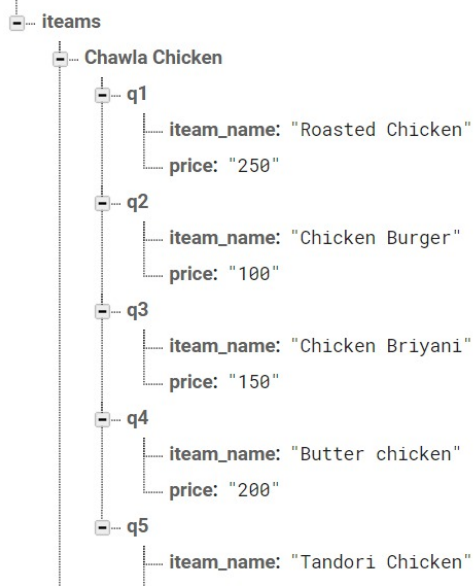 iteams
Chawla Chicken
q1
iteam_name: "Roasted Chicken"
price: "250"
q2
iteam_name: "Chicken Burger"
price: "100"
q3
iteam_name: "Chicken Briyani"
price: "150"
q4
iteam_name: "Butter chicken"
price: "200"
q5
iteam_name: "Tandori Chicken"